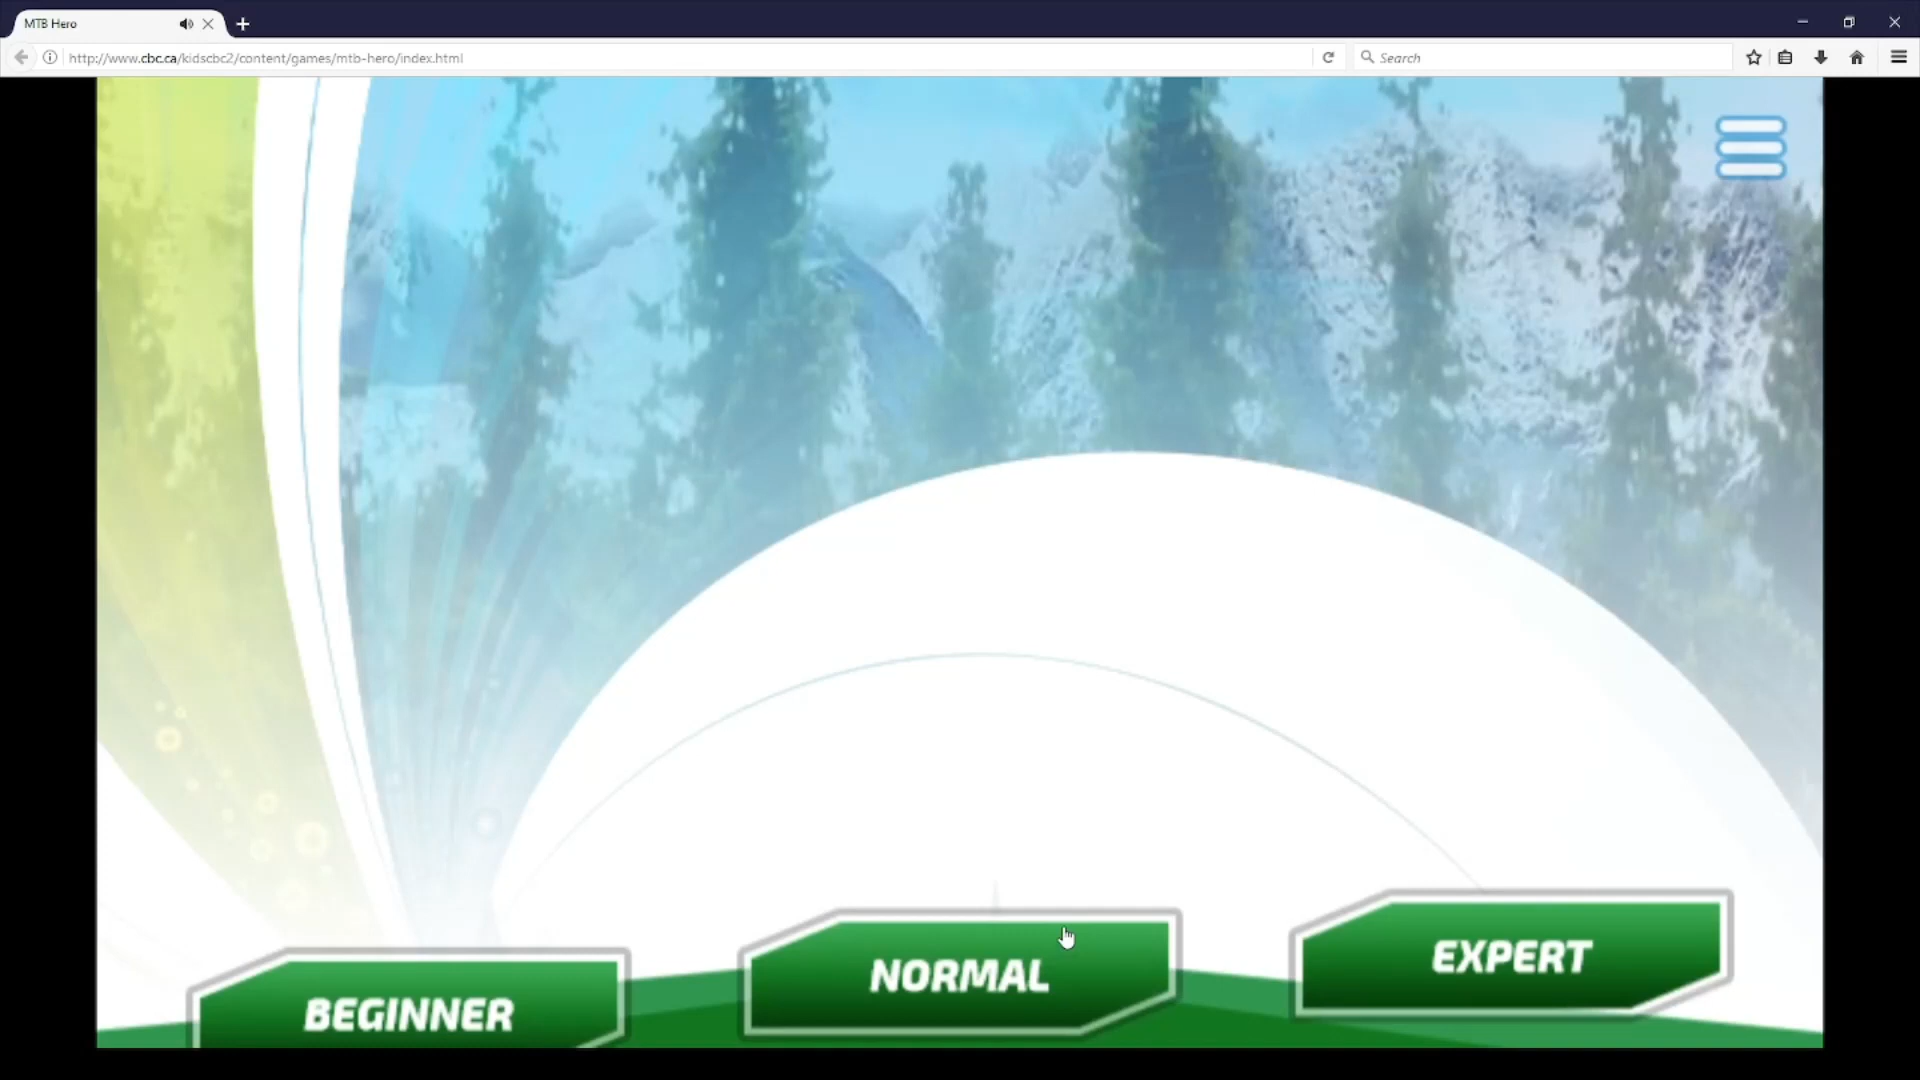 MTB Hero
http://www.cbc.ca/kidscbc2/content/games/mtb-hero/index.html
Search
BEGINNER
NORMAL
EXPERT